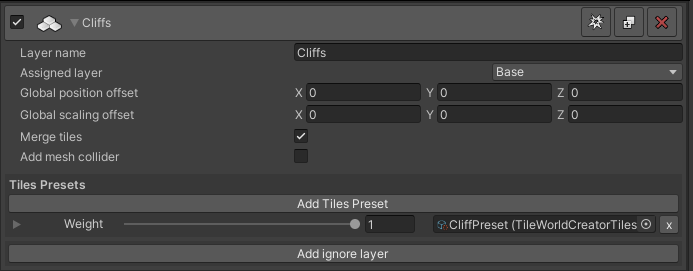 Cliffs
Layer name Cliffs
Assigned layer Base
Global position offset X 0 Y 0 Z 0
Global scaling offset X 0 Y 0 Z 0
Merge tiles
Add mesh collider
Tiles Presets
Add Tiles Preset
Weight 1 CliffPreset (TileWorldCreatorTiles x
Add ignore layer